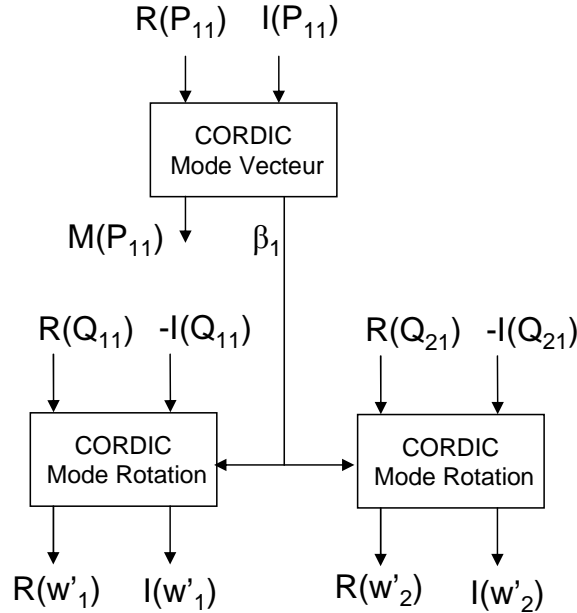 R(P₁₁) I(P₁₁)
CORDIC
Mode Vecteur
M(P₁₁) β₁
R(Q₁₁) -I(Q₁₁) R(Q₂₁) -I(Q₂₁)
CORDIC
Mode Rotation
CORDIC
Mode Rotation
R(w'₁) I(w'₁) R(w'₂) I(w'₂)